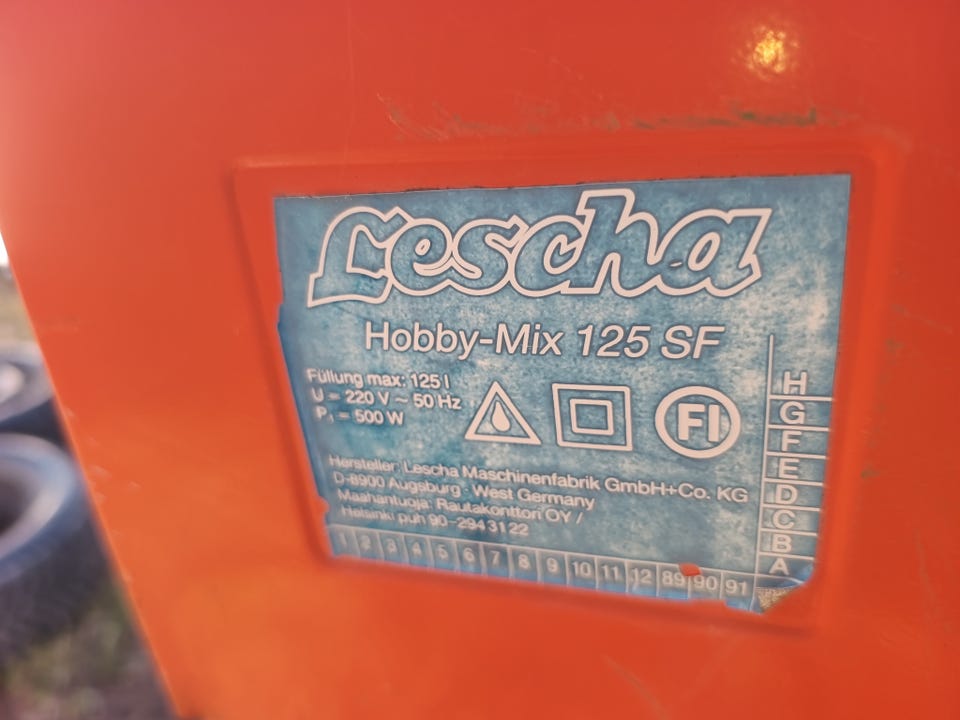 Lescha
Hobby-Mix 125 SF
Füllung max: 125 l
U = 220 V ~ 50 Hz
P₁ = 500 W
FI
Hersteller: Lescha Maschinenfabrik GmbH+Co. KG
D-8900 Augsburg · West Germany
Maahantuoja: Rautakonttori OY /
Helsinki puh 90-294 31 22
H
G
F
E
D
C
B
A
1 2 3 4 5 6 7 8 9 10 11 12 89 90 91